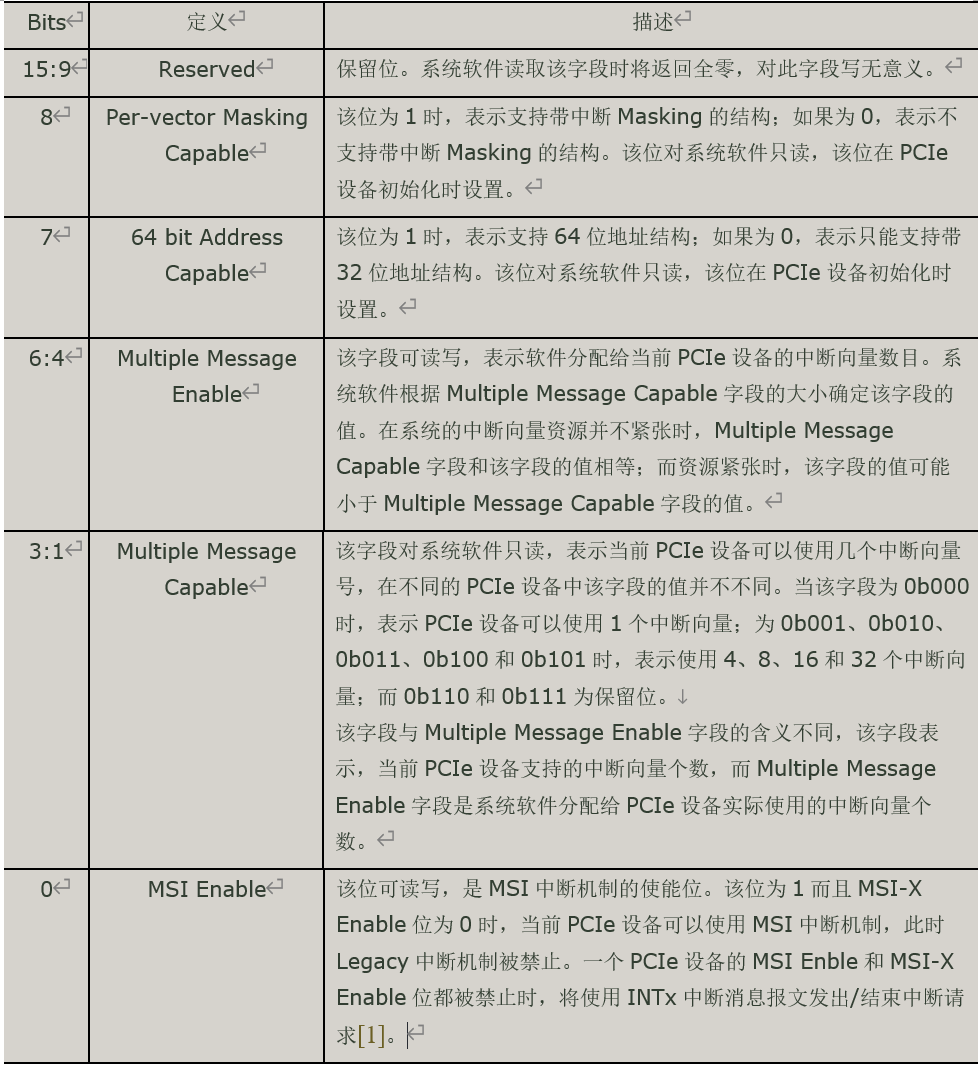 Bits 定义 描述
15:9 Reserved 保留位。系统软件读取该字段时将返回全零，对此字段写无意义。
8 Per-vector Masking 该位为 1 时，表示支持带中断 Masking 的结构；如果为 0，表示不
Capable 支持带中断 Masking 的结构。该位对系统软件只读，该位在 PCIe
设备初始化时设置。
7 64 bit Address 该位为 1 时，表示支持 64 位地址结构；如果为 0，表示只能支持带
Capable 32 位地址结构。该位对系统软件只读，该位在 PCIe 设备初始化时
设置。
6:4 Multiple Message 该字段可读写，表示软件分配给当前 PCIe 设备的中断向量数目。系
Enable 统软件根据 Multiple Message Capable 字段的大小确定该字段的
值。在系统的中断向量资源并不紧张时，Multiple Message
Capable 字段和该字段的值相等；而资源紧张时，该字段的值可能
小于 Multiple Message Capable 字段的值。
3:1 Multiple Message 该字段对系统软件只读，表示当前 PCIe 设备可以使用几个中断向量
Capable 号，在不同的 PCIe 设备中该字段的值并不不同。当该字段为 0b000
时，表示 PCIe 设备可以使用 1 个中断向量；为 0b001、0b010、
0b011、0b100 和 0b101 时，表示使用 4、8、16 和 32 个中断向
量；而 0b110 和 0b111 为保留位。↓
该字段与 Multiple Message Enable 字段的含义不同，该字段表
示，当前 PCIe 设备支持的中断向量个数，而 Multiple Message
Enable 字段是系统软件分配给 PCIe 设备实际使用的中断向量个
数。
0 MSI Enable 该位可读写，是 MSI 中断机制的使能位。该位为 1 而且 MSI-X
Enable 位为 0 时，当前 PCIe 设备可以使用 MSI 中断机制，此时
Legacy 中断机制被禁止。一个 PCIe 设备的 MSI Enble 和 MSI-X
Enable 位都被禁止时，将使用 INTx 中断消息报文发出/结束中断请
求[1]。